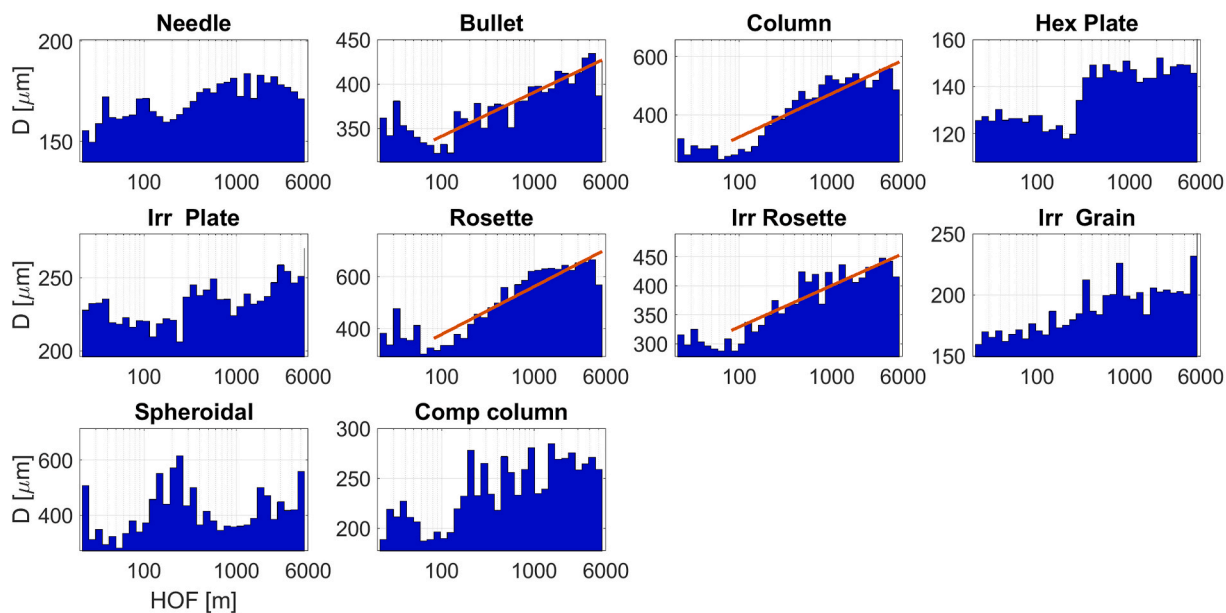 Needle Bullet Column Hex Plate
200 450 600 160
D [μm] 400 140
150 350 400 120
100 1000 6000 100 1000 6000 100 1000 6000 100 1000 6000
Irr Plate Rosette Irr Rosette Irr Grain
250 600 450 250
D [μm] 400 400 200
200 350 150
300
100 1000 6000 100 1000 6000 100 1000 6000 100 1000 6000
Spheroidal Comp column
600 300
D [μm] 250
400 200
100 1000 6000 100 1000 6000
HOF [m]